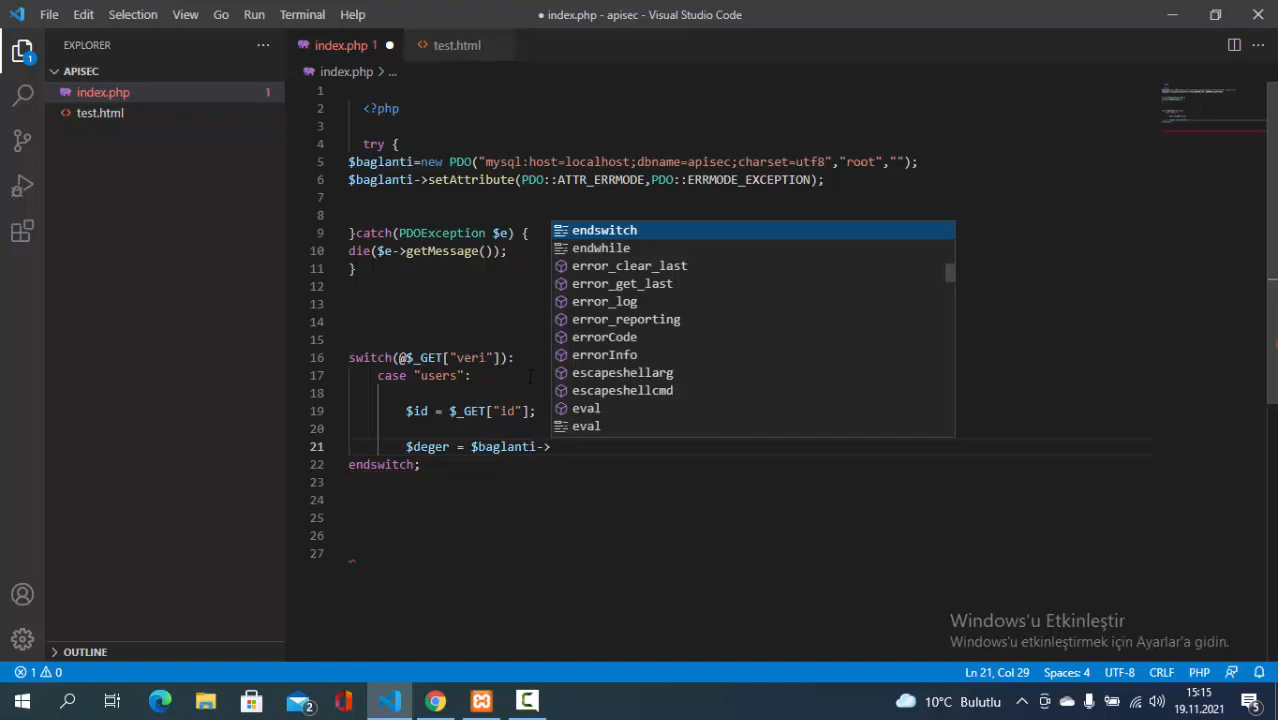 File Edit Selection View Go Run Terminal Help
● index.php - apisec - Visual Studio Code
EXPLORER
index.php 1 ●
test.html
APISEC
index.php 1
test.html
index.php > ...
1
2 <?php
3
4 try {
5 $baglanti=new PDO("mysql:host=localhost;dbname=apisec;charset=utf8","root","");
6 $baglanti->setAttribute(PDO::ATTR_ERRMODE,PDO::ERRMODE_EXCEPTION);
7
8
9 }catch(PDOException $e) {
10 die($e->getMessage());
11 }
12
13
14
15
16 switch(@$_GET["veri"]):
17 case "users":
18
19 $id = $_GET["id"];
20
21 $deger = $baglanti->
22 endswitch;
23
24
25
26
27
endswitch
endwhile
error_clear_last
error_get_last
error_log
error_reporting
errorCode
errorInfo
escapeshellarg
escapeshellcmd
eval
eval
Windows'u Etkinleştir
Windows'u etkinleştirmek için Ayarlar'a gidin.
OUTLINE
1 0
Ln 21, Col 29 Spaces: 4 UTF-8 CRLF PHP
10°C Bulutlu
15:15
19.11.2021